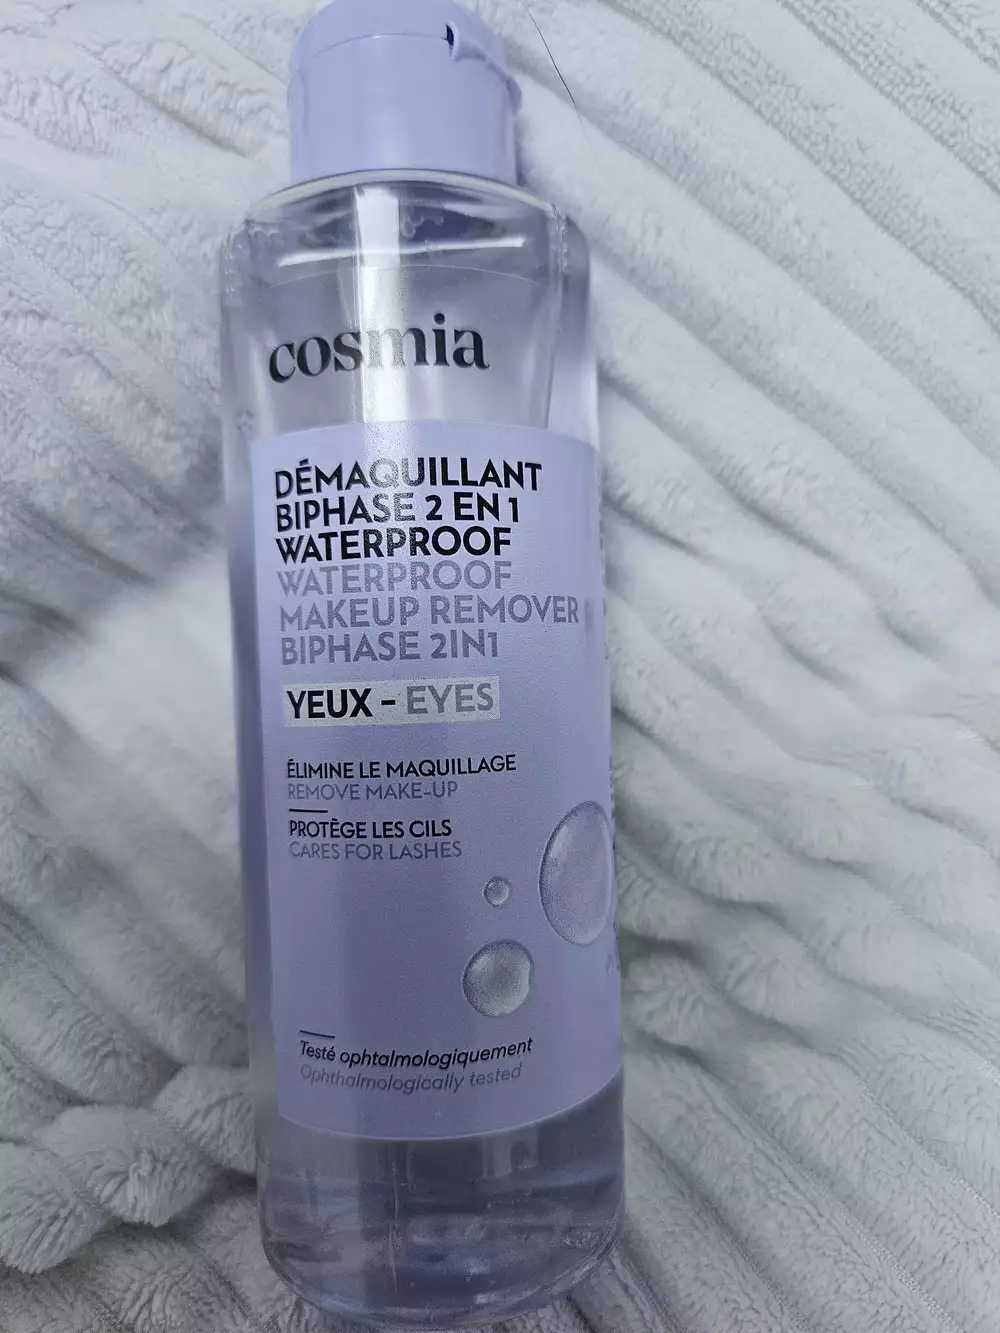 cosmia
DÉMAQUILLANT
BIPHASE 2 EN 1
WATERPROOF
WATERPROOF
MAKEUP REMOVER
BIPHASE 2IN1
YEUX - EYES
ÉLIMINE LE MAQUILLAGE
REMOVE MAKE-UP
PROTÈGE LES CILS
CARES FOR LASHES
Testé ophtalmologiquement
Ophthalmologically tested